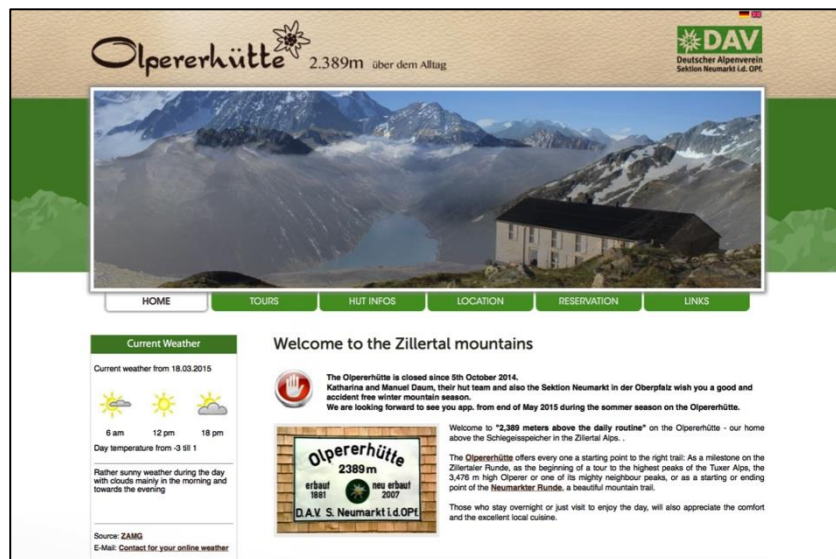 Olpererhütte
2.389m über dem Alltag
DAV
Deutscher Alpenverein
Sektion Neumarkt i.d. OPf.
HOME
TOURS
HUT INFOS
LOCATION
RESERVATION
LINKS
Current Weather
Current weather from 18.03.2015
6 am 12 pm 18 pm
Day temperature from -3 till 1
Rather sunny weather during the day
with clouds mainly in the morning and
towards the evening
Source: ZAMG
E-Mail: Contact for your online weather
Welcome to the Zillertal mountains
The Olpererhütte is closed since 5th October 2014.
Katharina and Manuel Daum, their hut team and also the Sektion Neumarkt in der Oberpfalz wish you a good and
accident free winter mountain season.
We are looking forward to see you app. from end of May 2015 during the sommer season on the Olpererhütte.
Olpererhütte
2389m
erbaut neu erbaut
1881 2007
D.A.V. S. Neumarkt i.d.OPf.
Welcome to "2,389 meters above the daily routine" on the Olpererhütte - our home
above the Schlegeisspeicher in the Zillertal Alps. .
The Olpererhütte offers every one a starting point to the right trail: As a milestone on the
Zillertaler Runde, as the beginning of a tour to the highest peaks of the Tuxer Alps, the
3,476 m high Olperer or one of its mighty neighbour peaks, or as a starting or ending
point of the Neumarkter Runde, a beautiful mountain trail.
Those who stay overnight or just visit to enjoy the day, will also appreciate the comfort
and the excellent local cuisine.